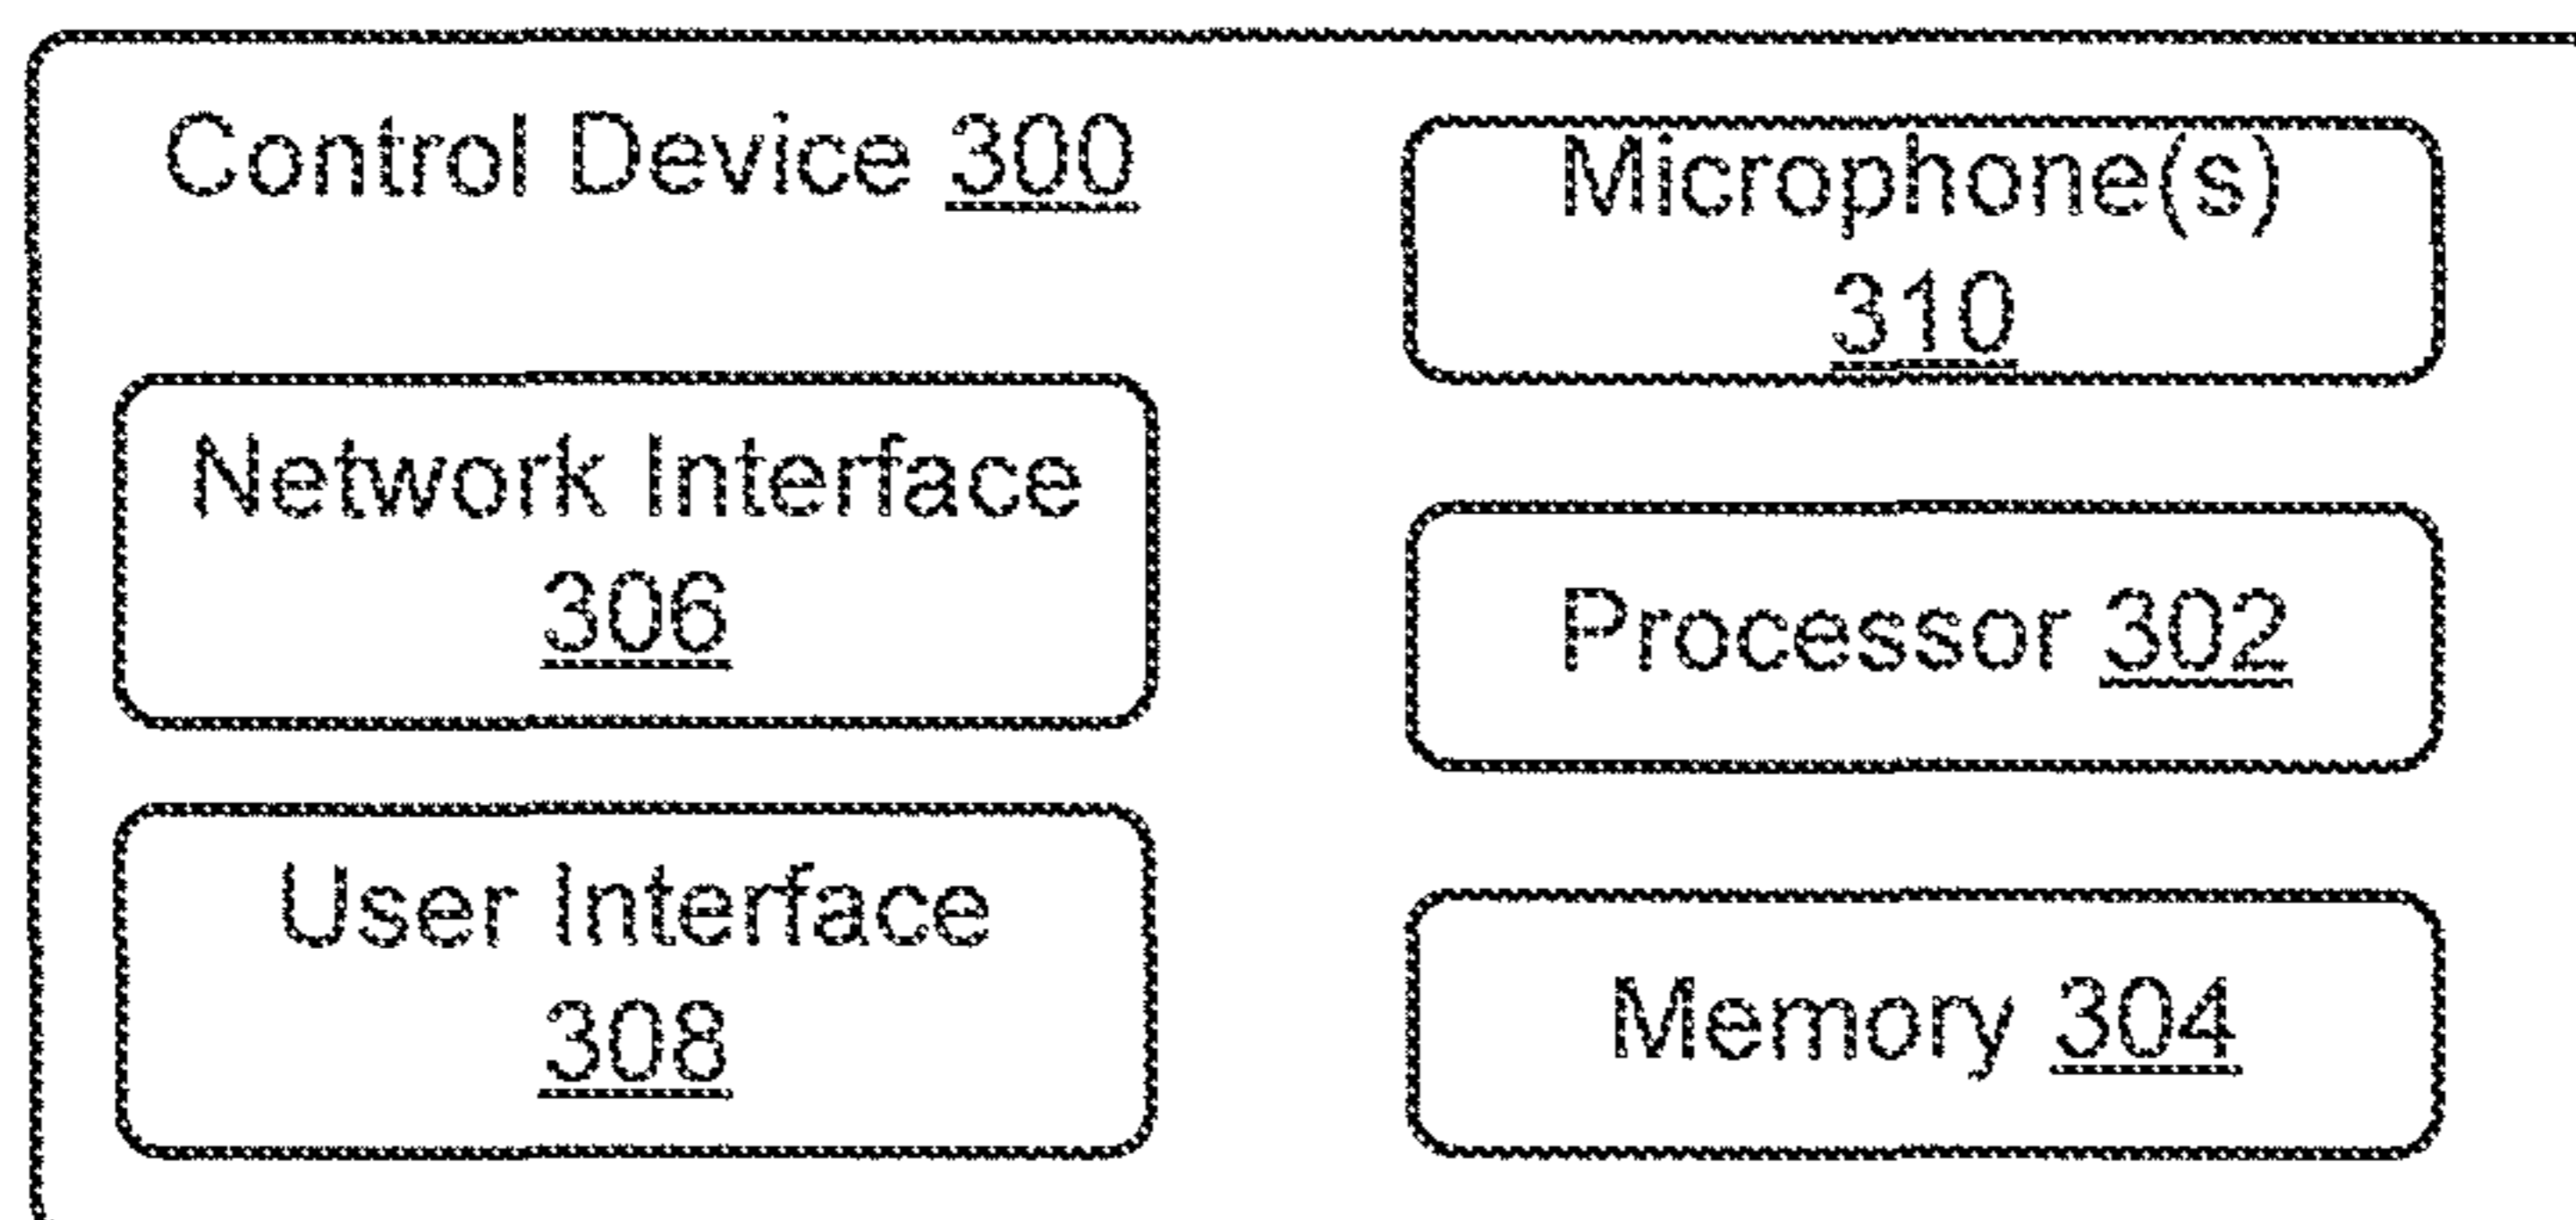 Control Device 300
Microphone(s)
310
Network Interface
306
Processor 302
User Interface
308
Memory 304